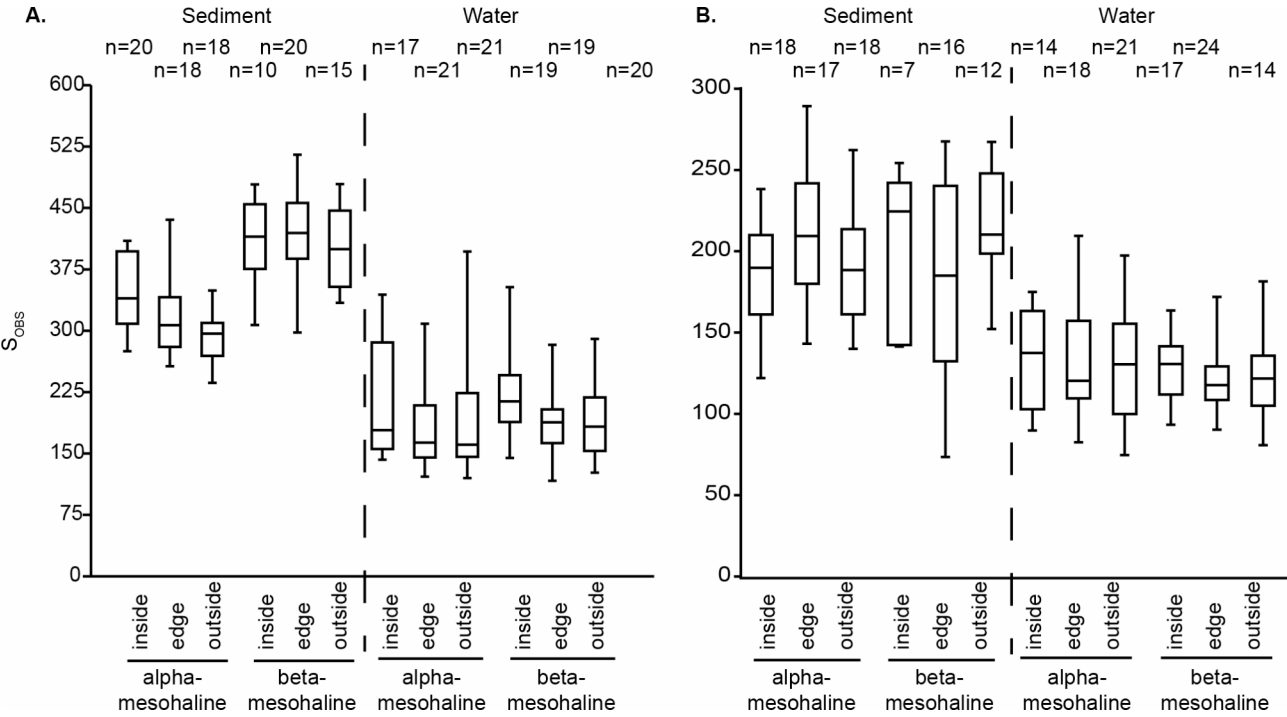 A.
Sediment
Water
n=20 n=18 n=20 n=17 n=21 n=19
n=18 n=10 n=15 n=21 n=19 n=20
600
525
450
375
300
225
150
75
0
SOBS
inside
edge
outside
inside
edge
outside
inside
edge
outside
inside
edge
outside
alpha-
mesohaline
beta-
mesohaline
alpha-
mesohaline
beta-
mesohaline
B.
Sediment
Water
n=18 n=18 n=16 n=14 n=21 n=24
n=17 n=7 n=12 n=18 n=17 n=14
300
250
200
150
100
50
0
inside
edge
outside
inside
edge
outside
inside
edge
outside
inside
edge
outside
alpha-
mesohaline
beta-
mesohaline
alpha-
mesohaline
beta-
mesohaline